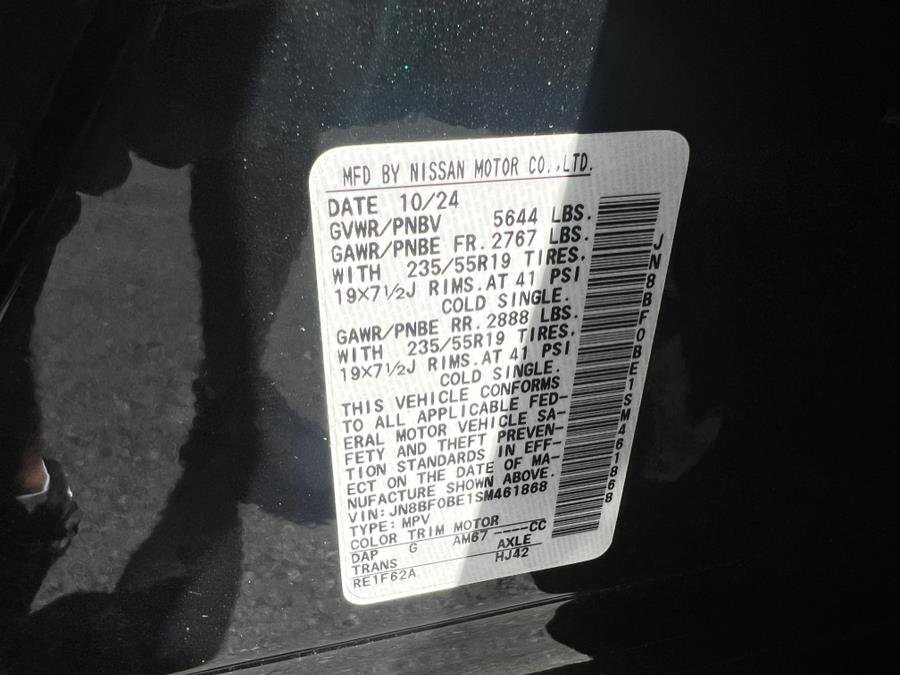 MFD BY NISSAN MOTOR CO.,LTD.
DATE 10/24
GVWR/PNBV 5644 LBS.
GAWR/PNBE FR. 2767 LBS.
WITH 235/55R19 TIRES,
19X7½J RIMS.AT 41 PSI
COLD SINGLE.
GAWR/PNBE RR. 2888 LBS.
WITH 235/55R19 TIRES,
19X7½J RIMS.AT 41 PSI
COLD SINGLE.
THIS VEHICLE CONFORMS
TO ALL APPLICABLE FED-
ERAL MOTOR VEHICLE SA-
FETY AND THEFT PREVEN-
TION STANDARDS IN EFF-
ECT ON THE DATE OF MA-
NUFACTURE SHOWN ABOVE.
VIN: JN8BF0BE1SM461868
TYPE: MPV
COLOR TRIM MOTOR
DAP G AM67 ----CC
TRANS AXLE
RE1F62A HJ42
JN8BF0BE1SM461868